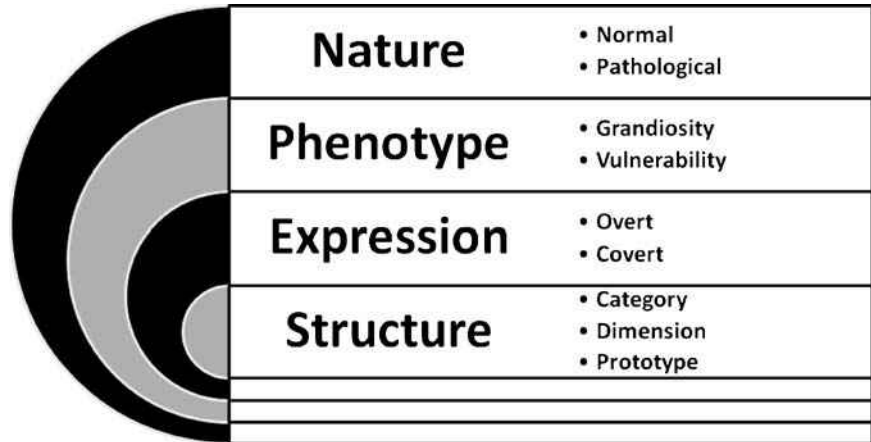 Nature
• Normal
• Pathological
Phenotype
• Grandiosity
• Vulnerability
Expression
• Overt
• Covert
Structure
• Category
• Dimension
• Prototype